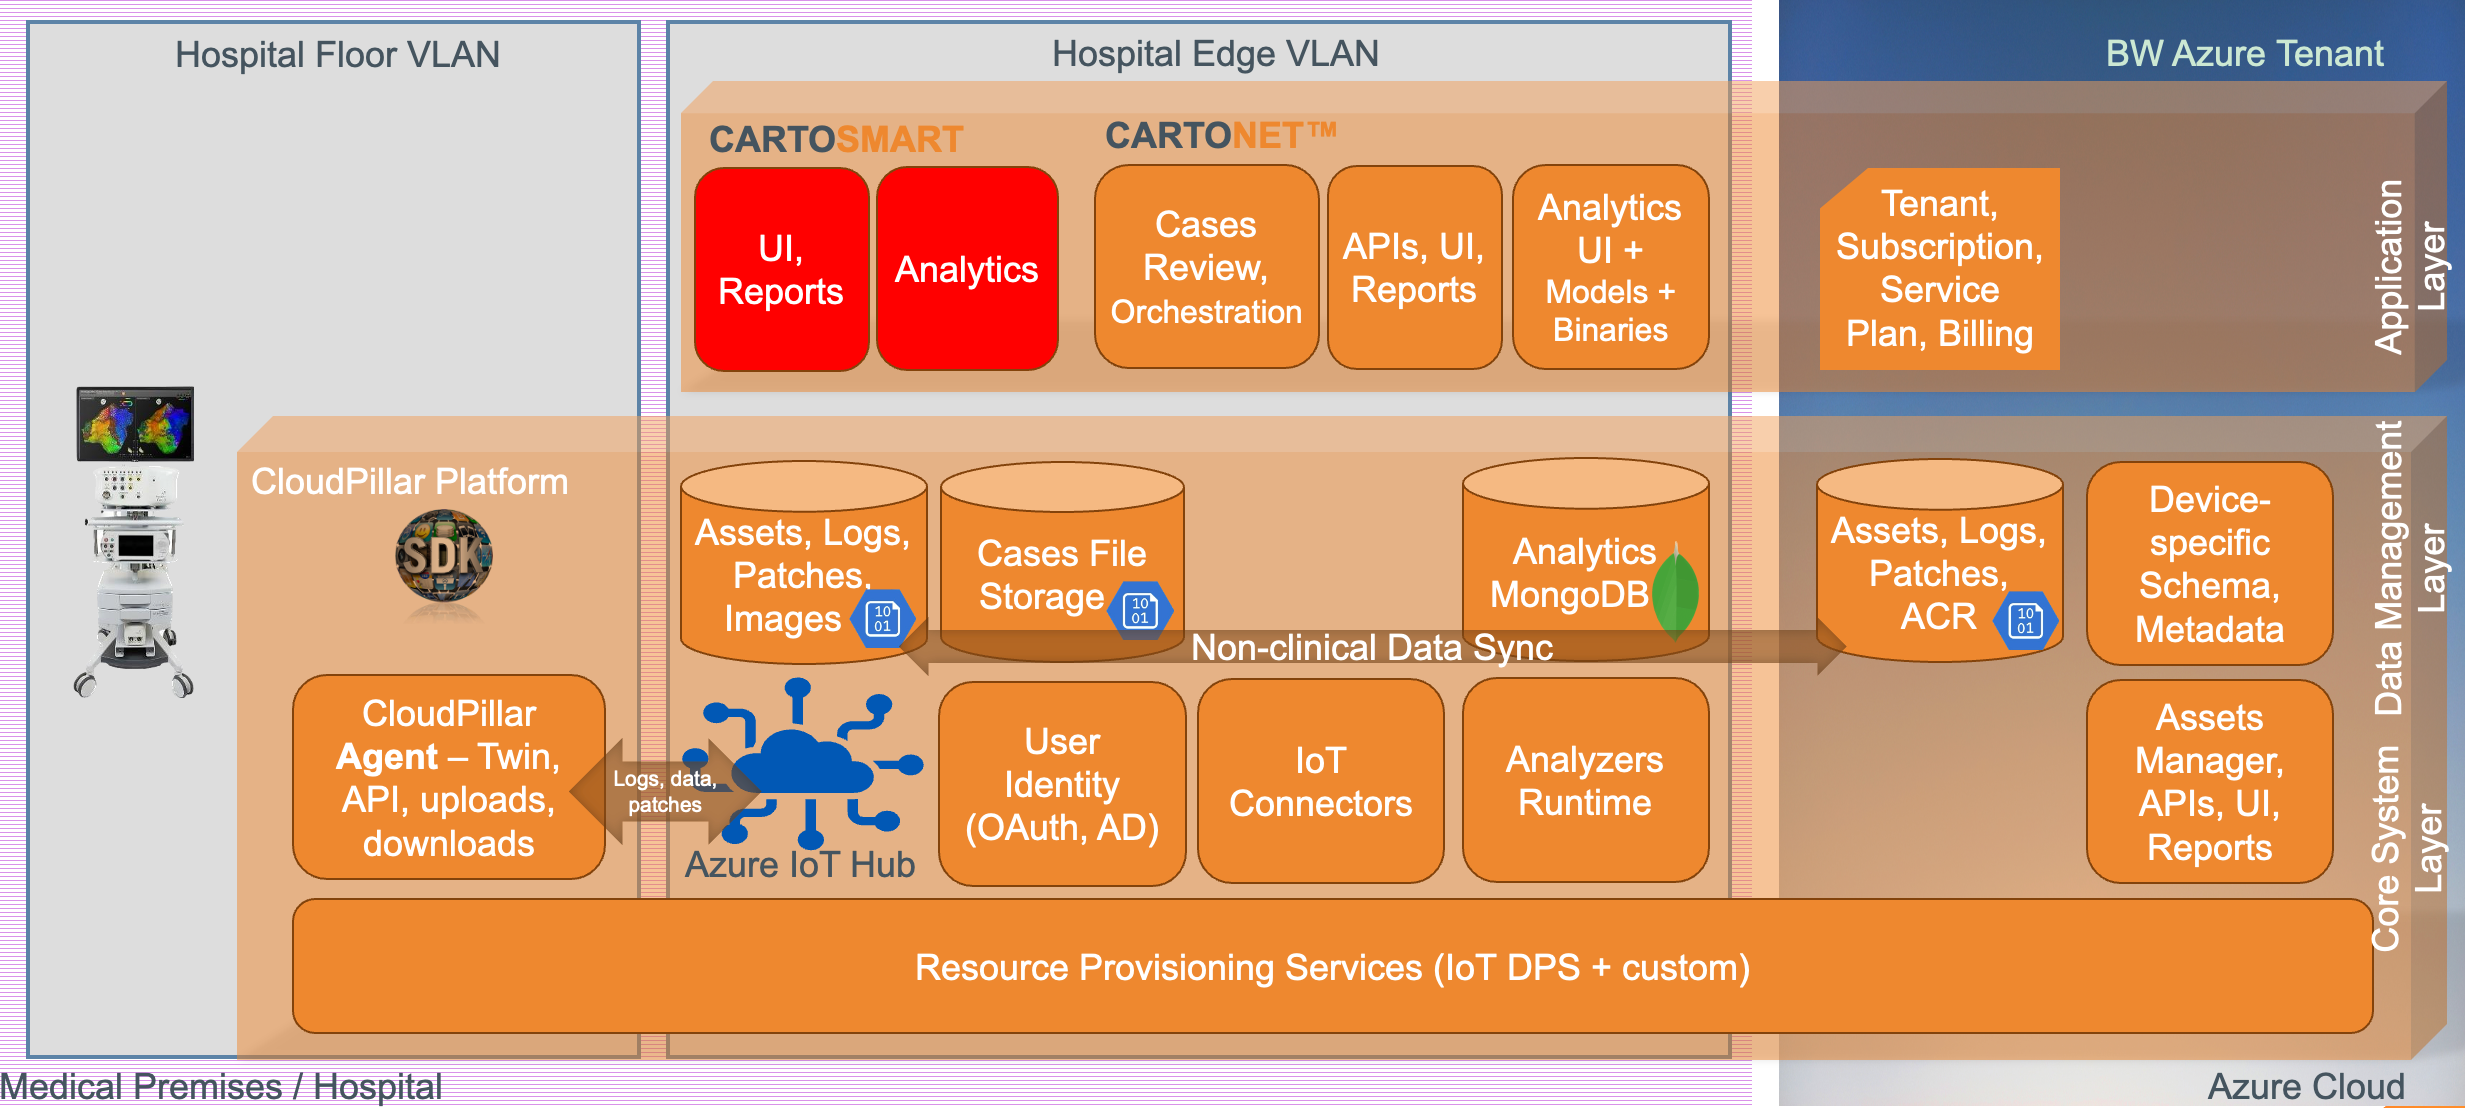 Hospital Floor VLAN
Hospital Edge VLAN
BW Azure Tenant
CARTOSMART
CARTONET™
UI,
Reports
Analytics
Cases
Review,
Orchestration
APIs, UI,
Reports
Analytics
UI +
Models +
Binaries
Tenant,
Subscription,
Service
Plan, Billing
Application
Layer
CloudPillar Platform
SDK
Assets, Logs,
Patches,
Images
10
01
Cases File
Storage
10
01
Analytics
MongoDB
Assets, Logs,
Patches,
ACR
10
01
Device-
specific
Schema,
Metadata
Data Management
Layer
Non-clinical Data Sync
CloudPillar
Agent – Twin,
API, uploads,
downloads
Logs, data,
patches
Azure IoT Hub
User
Identity
(OAuth, AD)
IoT
Connectors
Analyzers
Runtime
Assets
Manager,
APIs, UI,
Reports
Core System
Layer
Resource Provisioning Services (IoT DPS + custom)
Medical Premises / Hospital
Azure Cloud